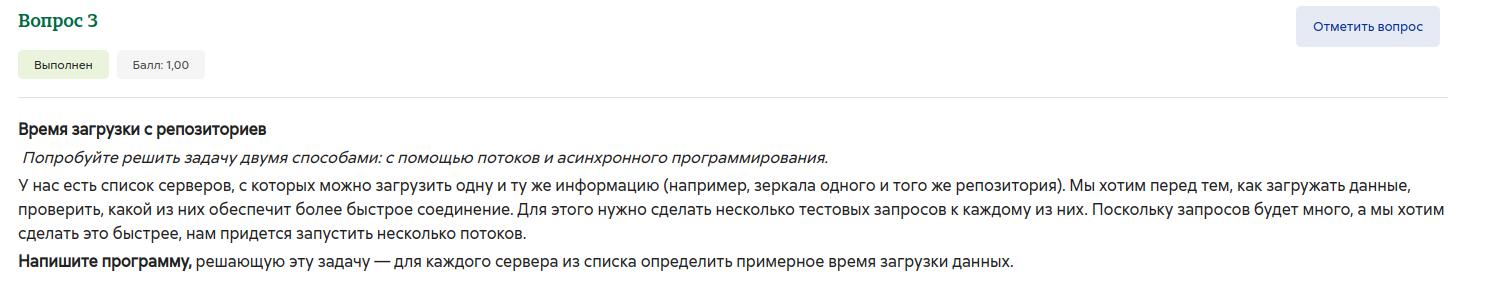 Вопрос 3
Отметить вопрос
Выполнен
Балл: 1,00
Время загрузки с репозиториев
Попробуйте решить задачу двумя способами: с помощью потоков и асинхронного программирования.
У нас есть список серверов, с которых можно загрузить одну и ту же информацию (например, зеркала одного и того же репозитория). Мы хотим перед тем, как загружать данные,
проверить, какой из них обеспечит более быстрое соединение. Для этого нужно сделать несколько тестовых запросов к каждому из них. Поскольку запросов будет много, а мы хотим
сделать это быстрее, нам придется запустить несколько потоков.
Напишите программу, решающую эту задачу — для каждого сервера из списка определить примерное время загрузки данных.